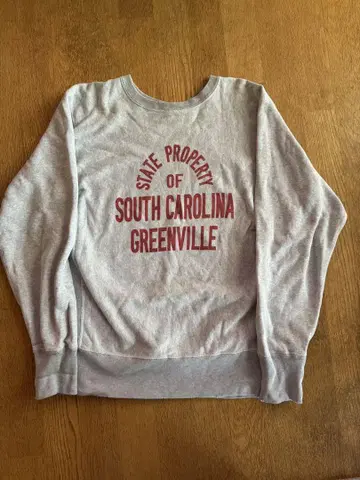 STATE PROPERTY
OF
SOUTH CAROLINA
GREENVILLE